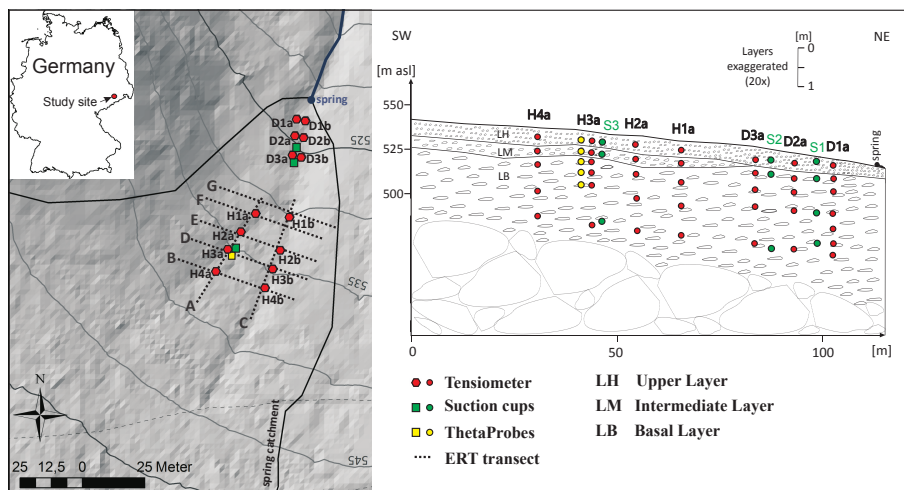 Germany
Study site
spring
D1a
D1b
D2a
D2b
D3a
D3b
525
G
F
E
D
B
A
C
H1a
H1b
H2a
H2b
H3a
H3b
H4a
H4b
535
545
N
spring catchment
25 12,5 0 25 Meter
SW
NE
[m]
0
1
Layers
exaggerated
(20x)
[m asl]
550
525
500
H4a
H3a
S3
H2a
H1a
D3a
S2
D2a
S1
D1a
spring
LH
LM
LB
0
50
100
[m]
Tensiometer
Suction cups
ThetaProbes
ERT transect
LH Upper Layer
LM Intermediate Layer
LB Basal Layer